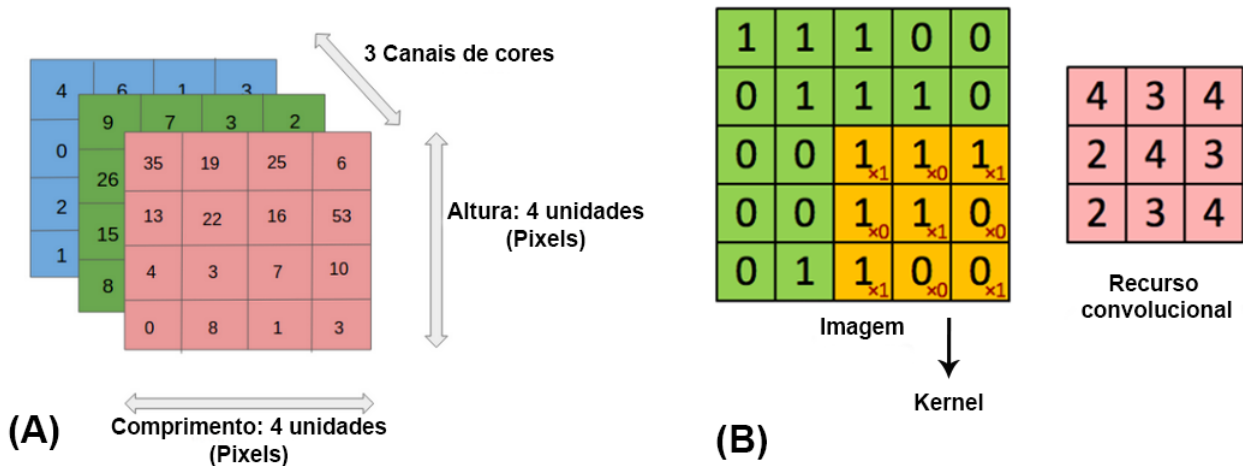 3 Canais de cores
4 6 1 3
0
2
1
9 7 3 2
26
15
8
35 19 25 6
13 22 16 53
4 3 7 10
0 8 1 3
Altura: 4 unidades
(Pixels)
Comprimento: 4 unidades
(Pixels)
(A)
1 1 1 0 0
0 1 1 1 0
0 0 1×1 1×0 1×1
0 0 1×0 1×1 0×0
0 1 1×1 0×0 0×1
Imagem
Kernel
4 3 4
2 4 3
2 3 4
Recurso
convolucional
(B)